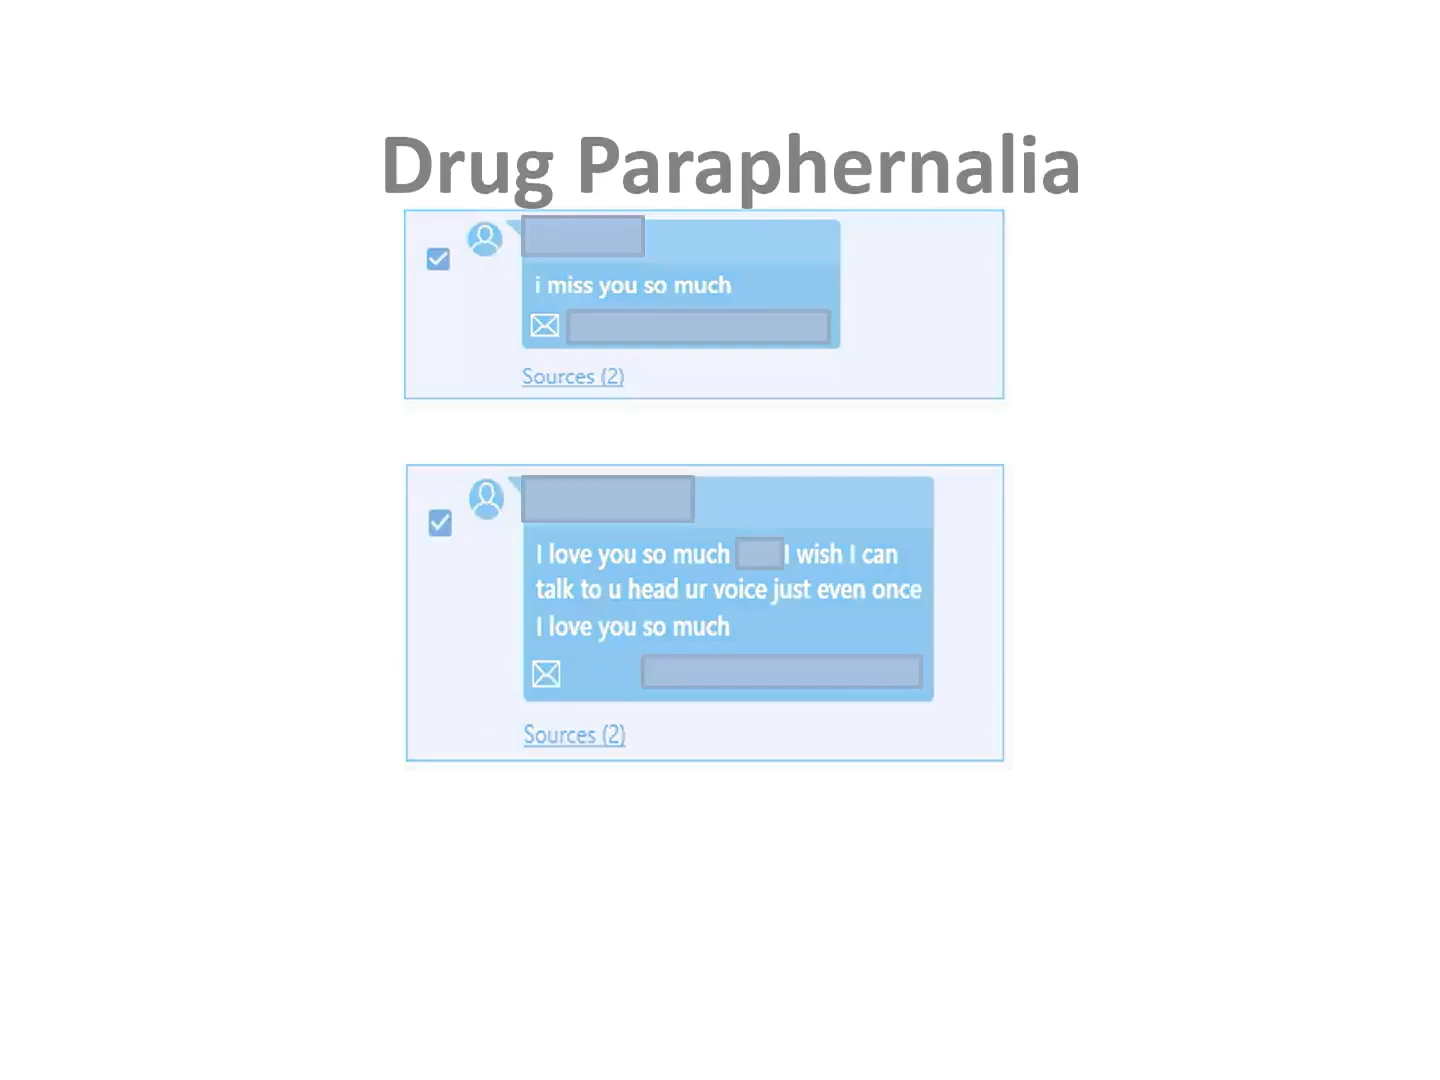 Drug Paraphernalia
i miss you so much
Sources (2)
I love you so much I wish I can
talk to u head ur voice just even once
I love you so much
Sources (2)